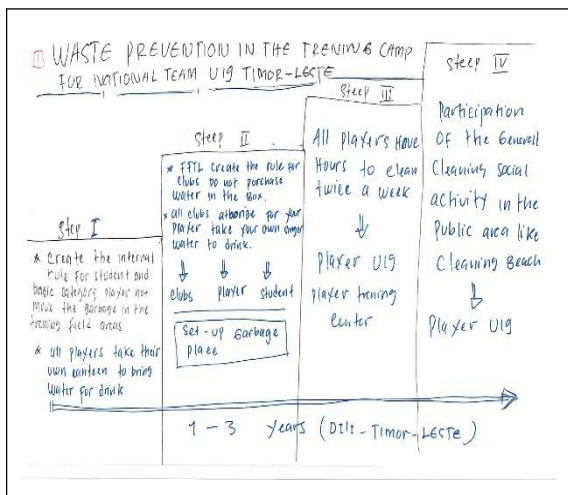 ① WASTE PREVENTION IN THE TRENING CAMP
FOR NATIONAL TEAM U19 TIMOR-LESTE
Step I
* Create the internal
rule for student and
basic category player not
move the garbage in the
trening field areas
* all players take their
own canteen to bring
water for drink
Steep II
* FFTL create the rule for
clubs do not purchase
water in the Box.
* all clubs for your
player take your own
water to drink.
clubs player student
Set-up Garbage
place
Steep III
All players Have
Hours to clean
twice a week
Player U19
player trening
center
steep IV
Participation
Of the Generall
Cleaning social
activity in the
Public area like
Cleaning Beach
Player U19
1 - 3 years (Dili - TIMOR-LESTE)